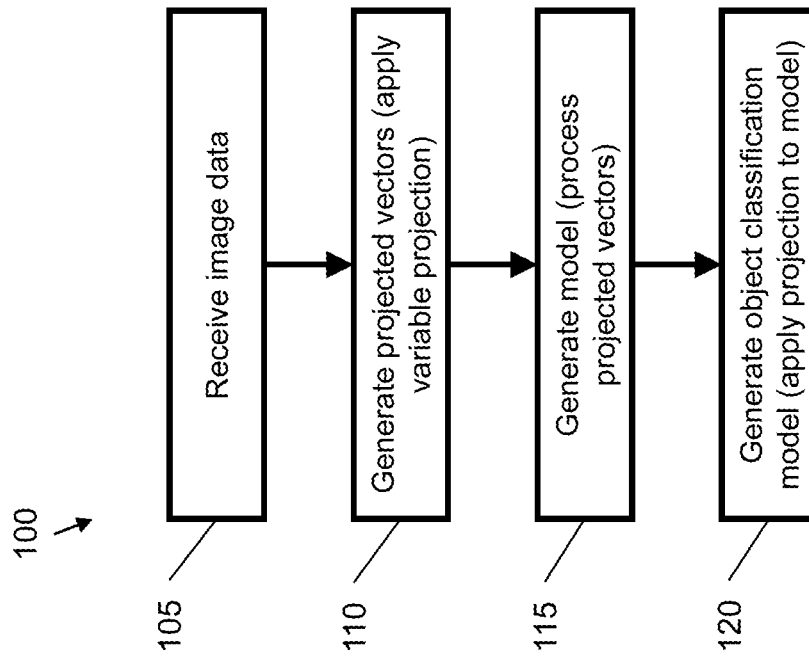 100
105
Receive image data
110
Generate projected vectors (apply
variable projection)
115
Generate model (process
projected vectors)
120
Generate object classification
model (apply projection to model)